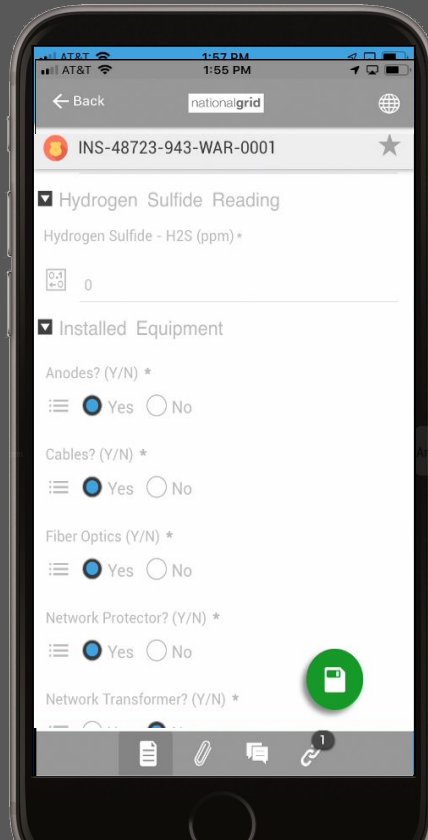 AT&T 1:57 PM
AT&T 1:55 PM
Back nationalgrid
INS-48723-943-WAR-0001
Hydrogen Sulfide Reading
Hydrogen Sulfide - H2S (ppm) *
0
Installed Equipment
Anodes? (Y/N) *
Yes No
Cables? (Y/N) *
Yes No
Fiber Optics (Y/N) *
Yes No
Network Protector? (Y/N) *
Yes No
Network Transformer? (Y/N) *
1